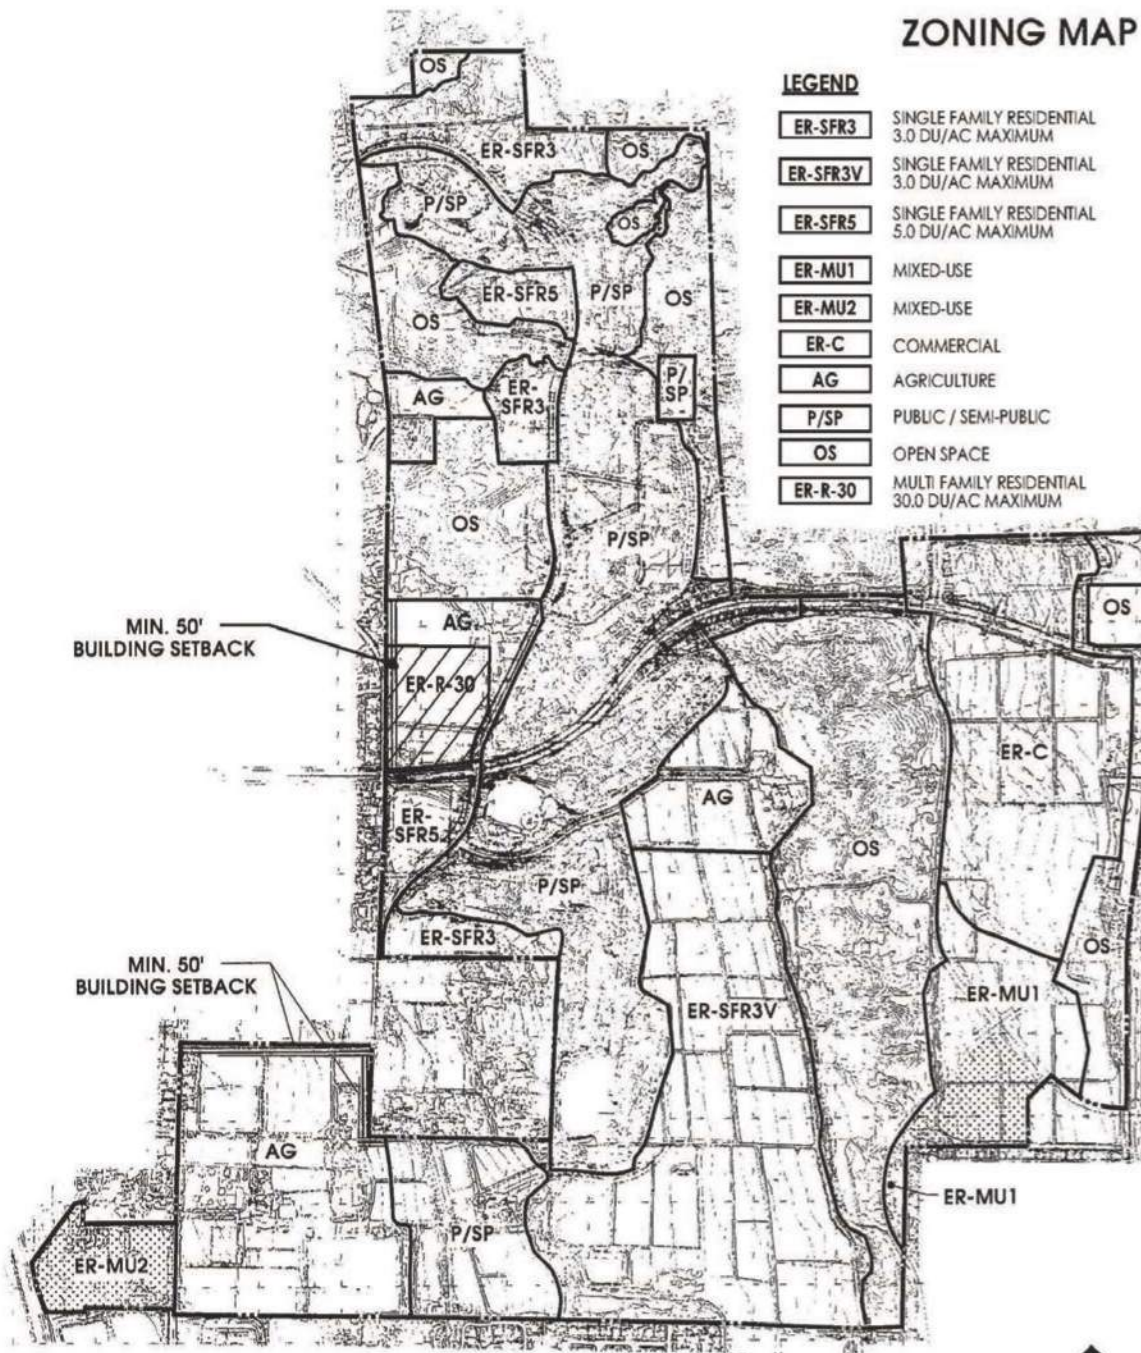 ZONING MAP
LEGEND
ER-SFR3 SINGLE FAMILY RESIDENTIAL
3.0 DU/AC MAXIMUM
ER-SFR3V SINGLE FAMILY RESIDENTIAL
3.0 DU/AC MAXIMUM
ER-SFR5 SINGLE FAMILY RESIDENTIAL
5.0 DU/AC MAXIMUM
ER-MU1 MIXED-USE
ER-MU2 MIXED-USE
ER-C COMMERCIAL
AG AGRICULTURE
P/SP PUBLIC / SEMI-PUBLIC
OS OPEN SPACE
ER-R-30 MULTI FAMILY RESIDENTIAL
30.0 DU/AC MAXIMUM
OS
ER-SFR3
OS
P/SP
OS
ER-SFR5
P/SP
OS
OS
P/
SP
AG
ER-
SFR3
OS
P/SP
OS
MIN. 50'
BUILDING SETBACK
AG
ER-R-30
ER-C
AG
ER-
SFR5
OS
P/SP
ER-SFR3
OS
MIN. 50'
BUILDING SETBACK
ER-MU1
ER-SFR3V
AG
ER-MU1
P/SP
ER-MU2